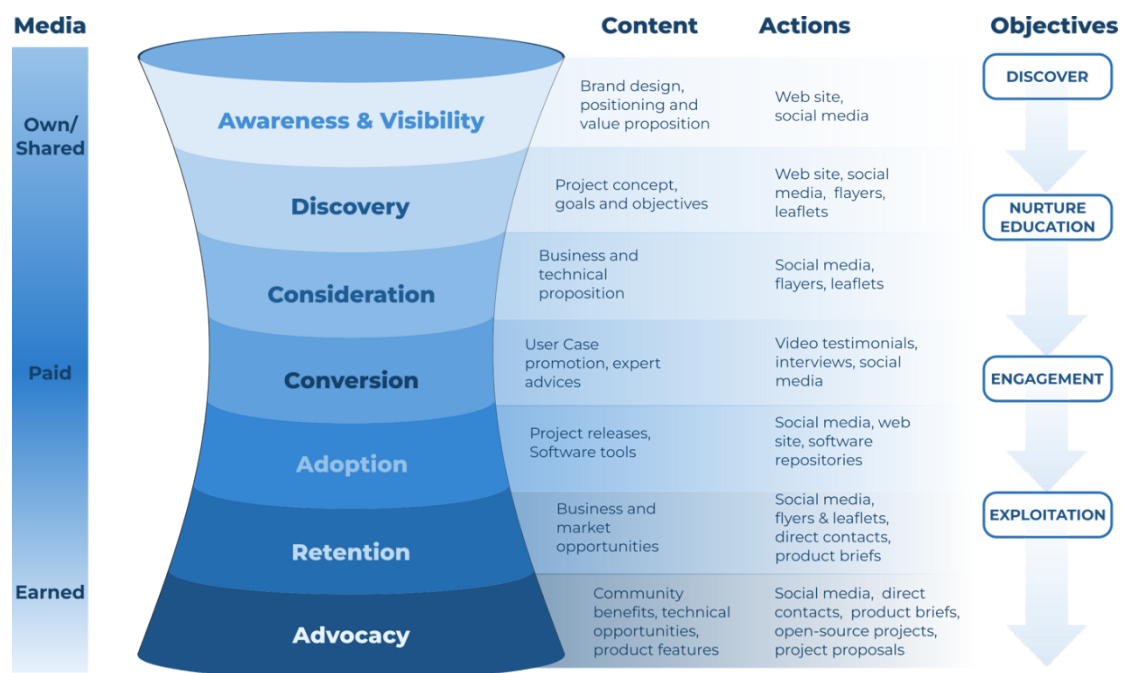 Media
Content
Actions
Objectives
Own/
Shared
Paid
Earned
Awareness & Visibility
Brand design,
positioning and
value proposition
Web site,
social media
Discovery
Project concept,
goals and objectives
Web site, social
media, flayers,
leaflets
Consideration
Business and
technical
proposition
Social media,
flayers, leaflets
Conversion
User Case
promotion, expert
advices
Video testimonials,
interviews, social
media
Adoption
Project releases,
Software tools
Social media, web
site, software
repositories
Retention
Business and
market
opportunities
Social media,
flyers & leaflets,
direct contacts,
product briefs
Advocacy
Community
benefits, technical
opportunities,
product features
Social media, direct
contacts, product briefs,
open-source projects,
project proposals
DISCOVER
NURTURE
EDUCATION
ENGAGEMENT
EXPLOITATION